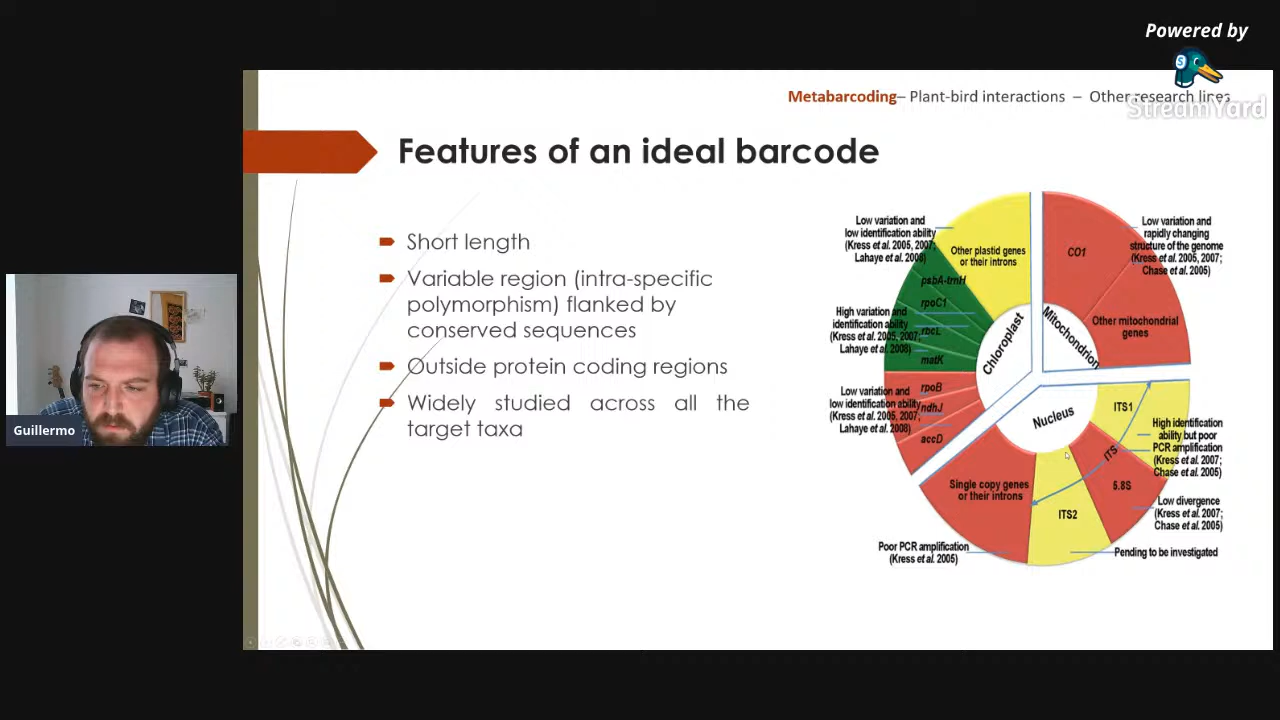 Powered by
StreamYard
Metabarcoding– Plant-bird interactions – Other research lines
Features of an ideal barcode
Short length
Variable region (intra-specific
polymorphism) flanked by
conserved sequences
Outside protein coding regions
Widely studied across all the
target taxa
Guillermo
Low variation and
low identification ability
(Kress et al. 2005, 2007;
Lahaye et al. 2008)
High variation and
identification ability
(Kress et al. 2005, 2007;
Lahaye et al. 2008)
Low variation and
low identification ability
(Kress et al. 2005, 2007;
Lahaye et al. 2008)
Other plastid genes
or their introns
psbA-trnH
rpoC1
rbcL
matK
rpoB
ndhJ
accD
Chloroplast
CO1
Other mitochondrial
genes
Mitochondrion
Low variation and
rapidly changing
structure of the genome
(Kress et al. 2005, 2007;
Chase et al. 2005)
Nucleus
ITS1
ITS
5.8S
ITS2
Single copy genes
or their introns
High identification
ability but poor
PCR amplification
(Kress et al. 2007;
Chase et al. 2005)
Low divergence
(Kress et al. 2007;
Chase et al. 2005)
Pending to be investigated
Poor PCR amplification
(Kress et al. 2005)